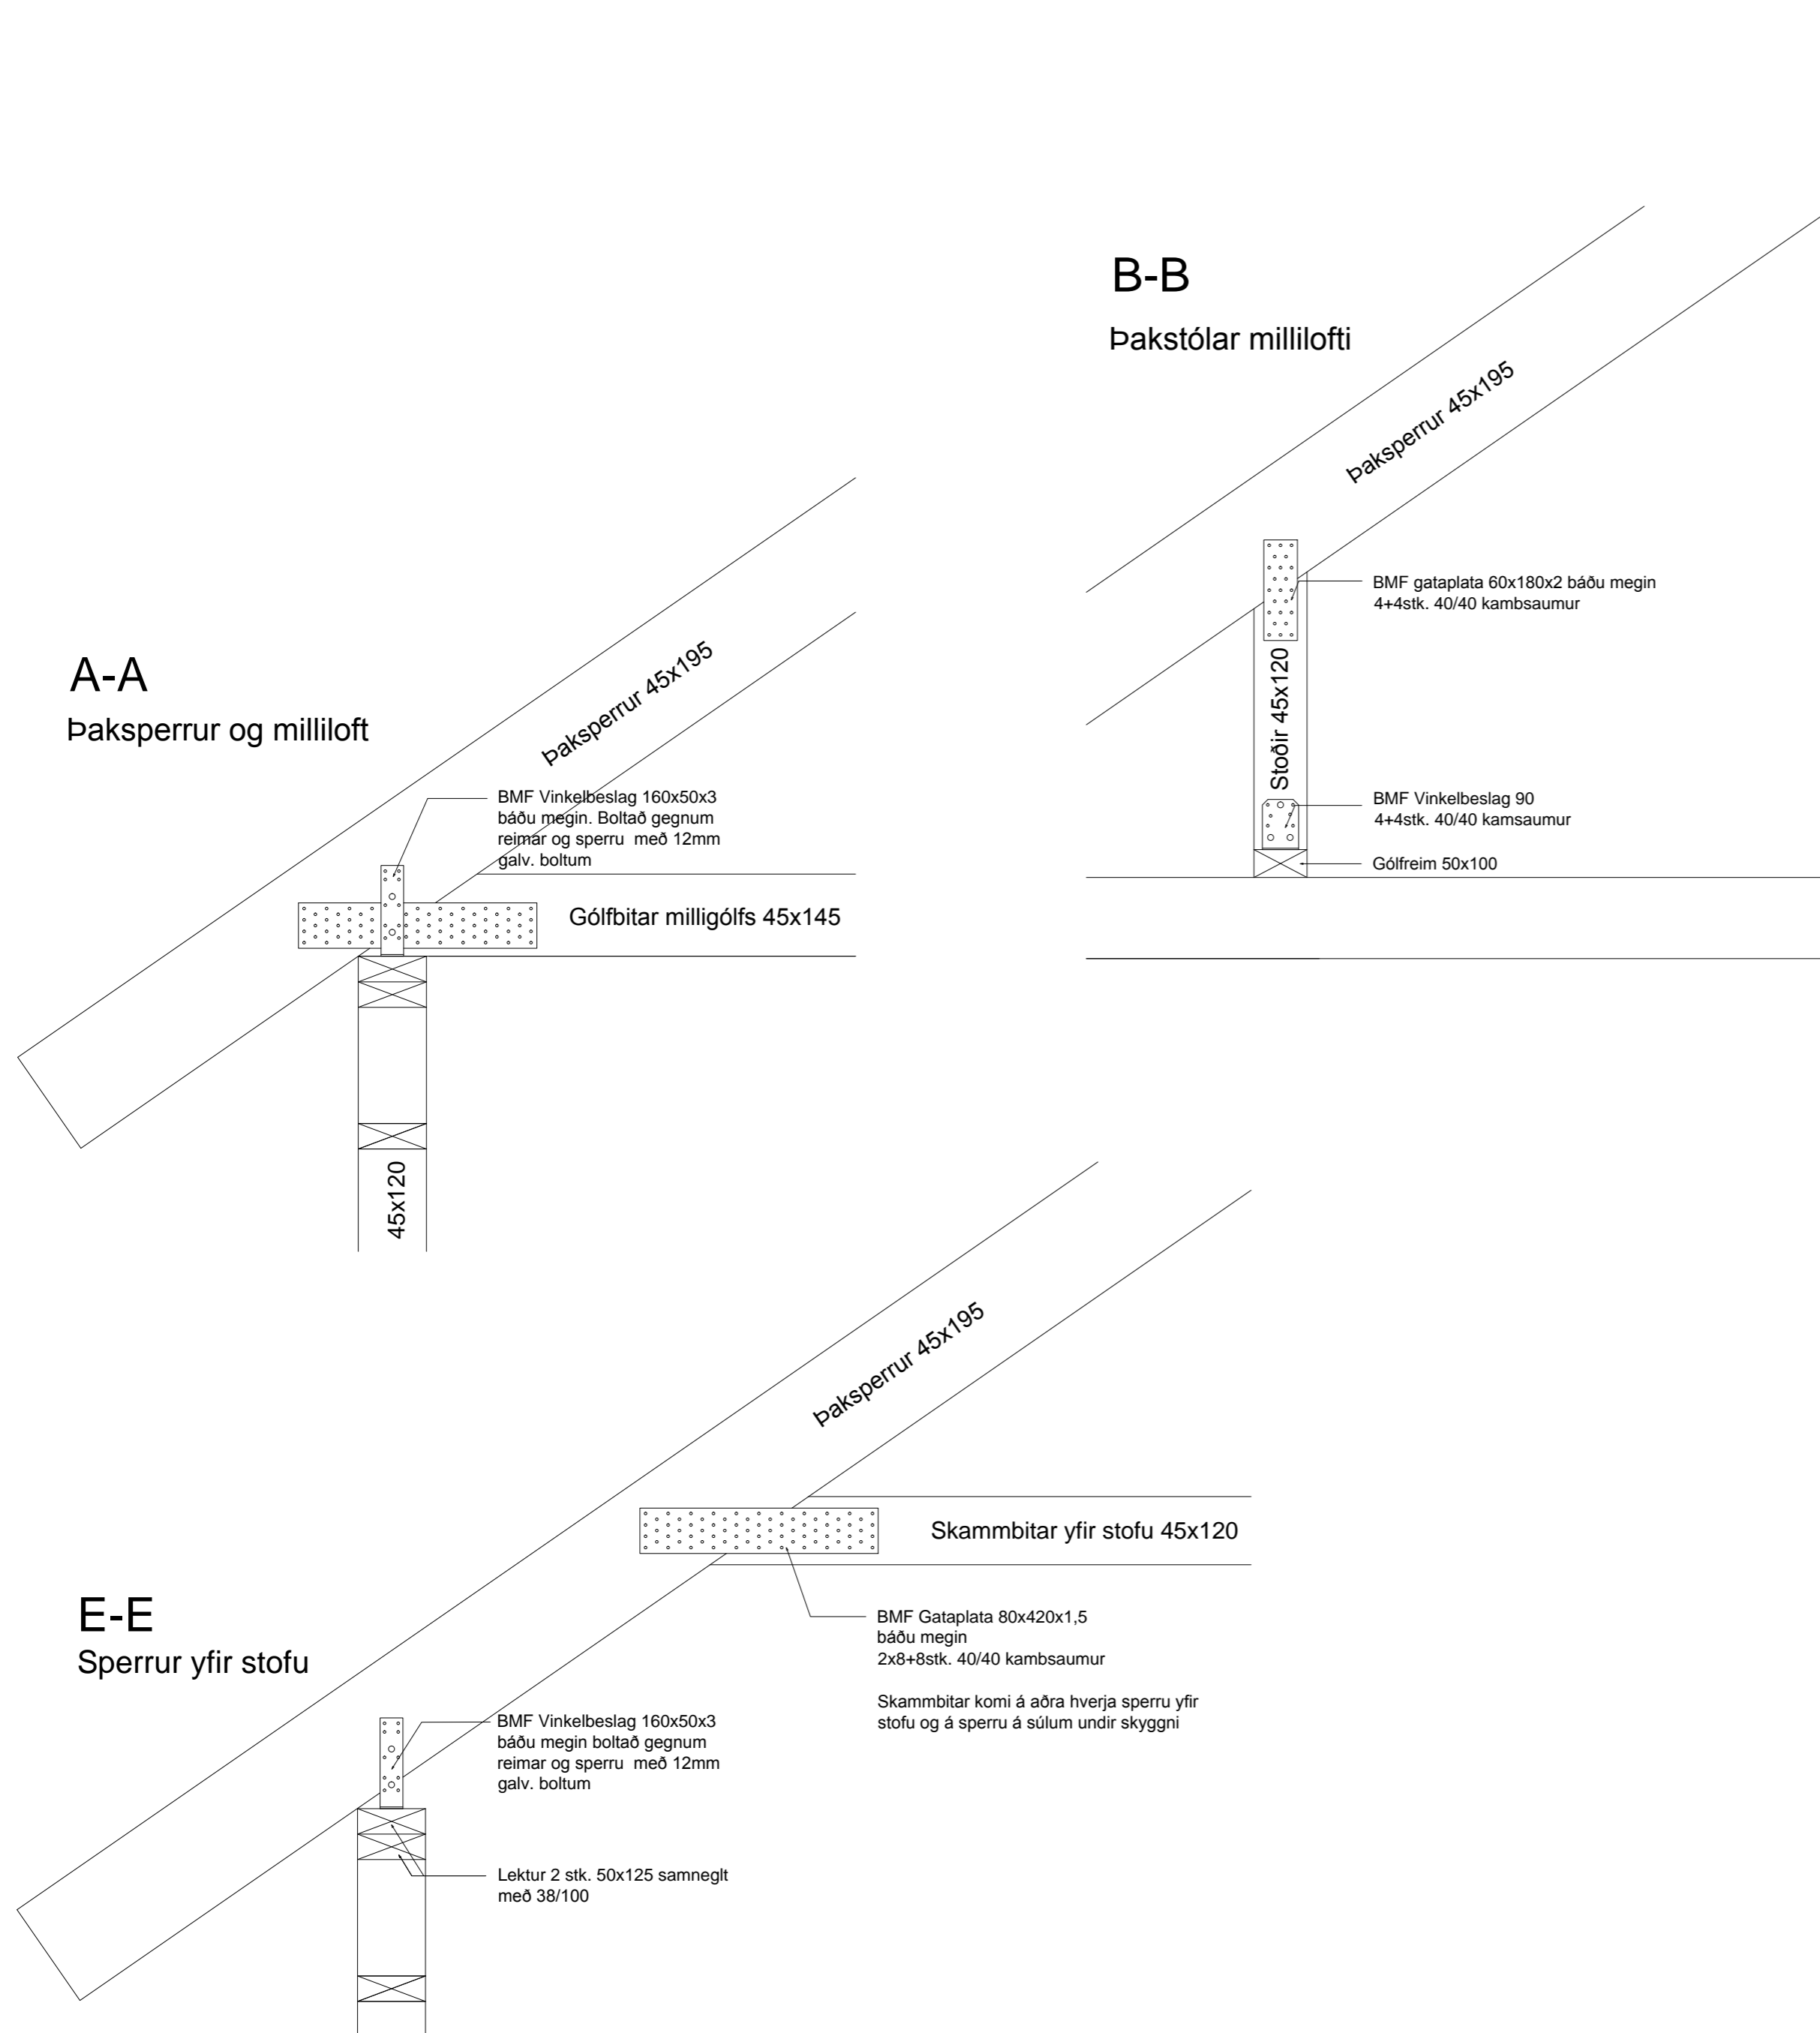 B-B
Þakstólar millilofti
Þaksperrur 45x195
BMF gataplata 60x180x2 báðu megin
4+4stk. 40/40 kambsaumur
Stoðir 45x120
BMF Vinkelbeslag 90
4+4stk. 40/40 kamsaumur
Gólfreim 50x100
A-A
Þaksperrur og milliloft
Þaksperrur 45x195
BMF Vinkelbeslag 160x50x3
báðu megin. Boltað gegnum
reimar og sperru með 12mm
galv. boltum
Gólfbitar milligólfs 45x145
45x120
E-E
Sperrur yfir stofu
Þaksperrur 45x195
Skammbitar yfir stofu 45x120
BMF Gataplata 80x420x1,5
báðu megin
2x8+8stk. 40/40 kambsaumur
Skammbitar komi á aðra hverja sperru yfir
stofu og á sperru á súlum undir skyggni
BMF Vinkelbeslag 160x50x3
báðu megin boltað gegnum
reimar og sperru með 12mm
galv. boltum
Lektur 2 stk. 50x125 samneglt
með 38/100